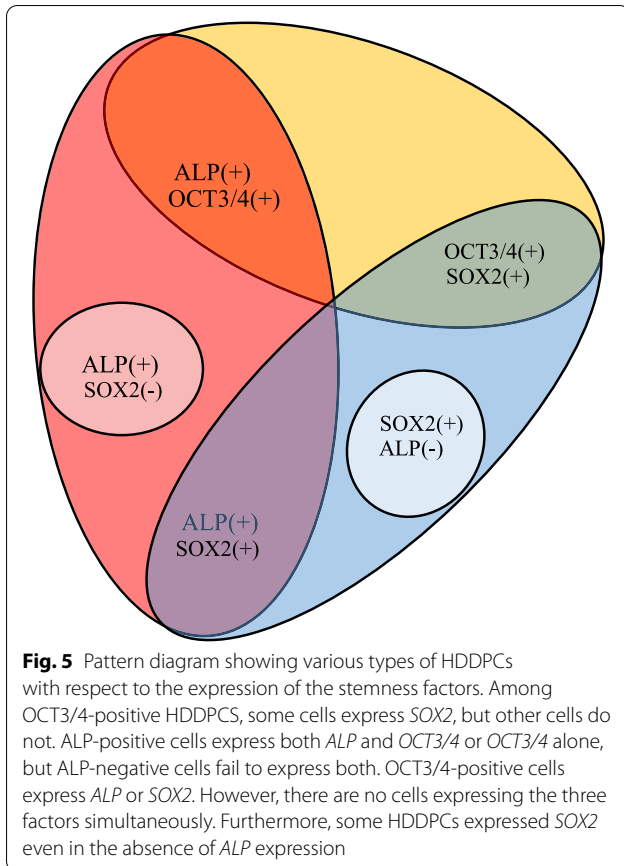 ALP(+)
OCT3/4(+)
OCT3/4(+)
SOX2(+)
ALP(+)
SOX2(-)
SOX2(+)
ALP(-)
ALP(+)
SOX2(+)
Fig. 5 Pattern diagram showing various types of HDDPCs
with respect to the expression of the stemness factors. Among
OCT3/4-positive HDDPCS, some cells express SOX2, but other cells do
not. ALP-positive cells express both ALP and OCT3/4 or OCT3/4 alone,
but ALP-negative cells fail to express both. OCT3/4-positive cells
express ALP or SOX2. However, there are no cells expressing the three
factors simultaneously. Furthermore, some HDDPCs expressed SOX2
even in the absence of ALP expression